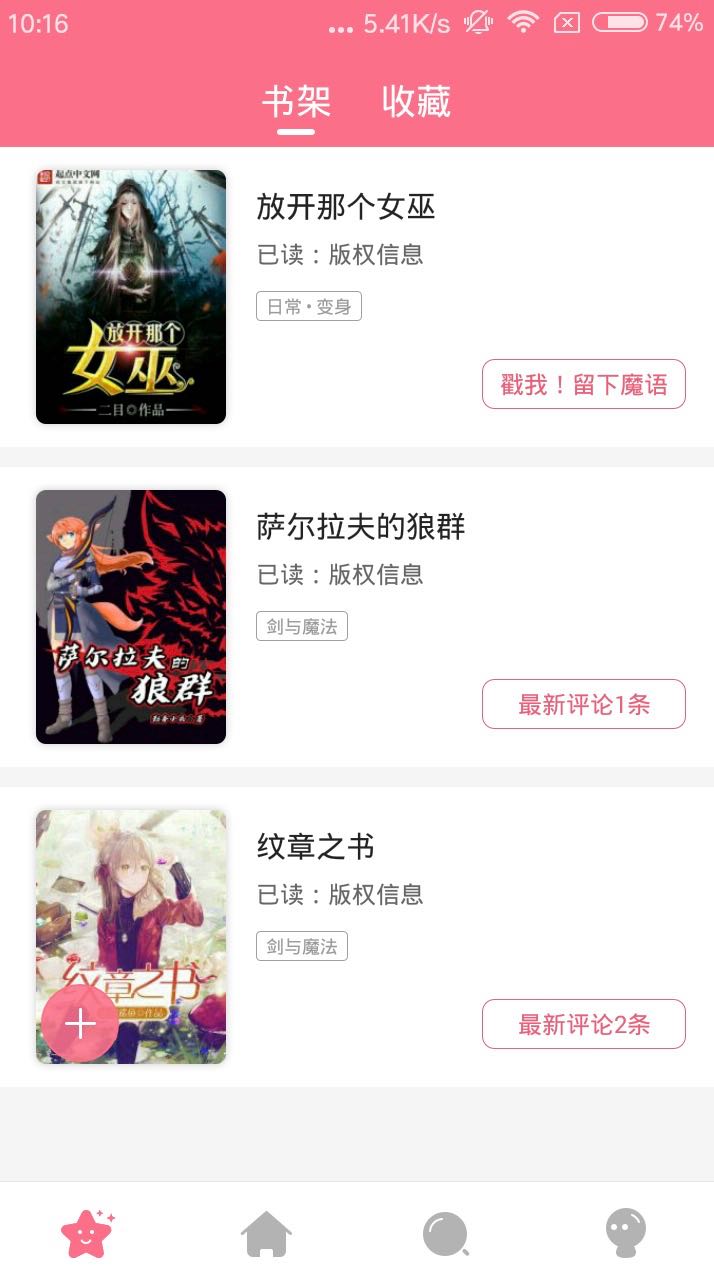 10:16
... 5.41K/s 74%
书架 收藏
起点中文网
放开那个
女巫
二目◎作品
放开那个女巫
已读：版权信息
日常·变身
戳我！留下魔语
萨尔拉夫的
狼群
萨尔拉夫的狼群
已读：版权信息
剑与魔法
最新评论1条
纹章之书
作品
纹章之书
已读：版权信息
剑与魔法
最新评论2条